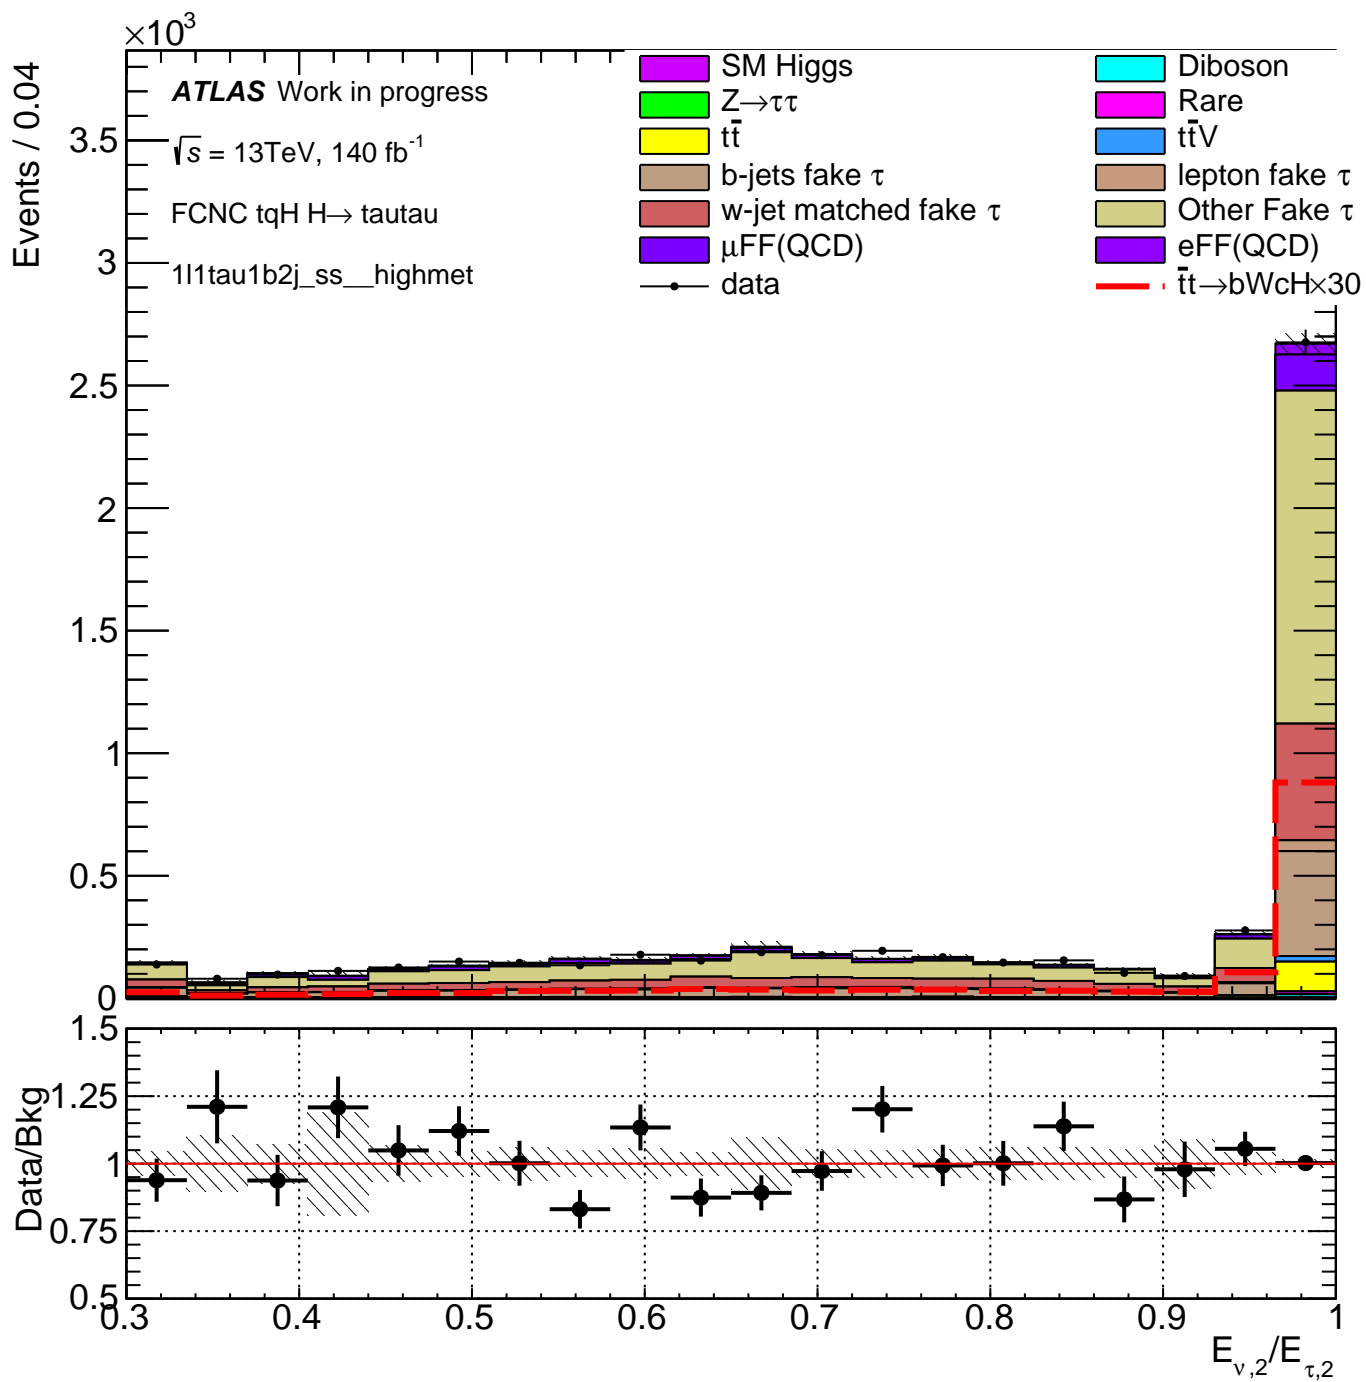 ×10³
Events / 0.04
3.5
3
2.5
2
1.5
1
0.5
0
ATLAS Work in progress
√s = 13TeV, 140 fb⁻¹
FCNC tqH H→ tautau
1l1tau1b2j_ss__highmet
SM Higgs
Z→ττ
tt̄
b-jets fake τ
w-jet matched fake τ
μFF(QCD)
data
Diboson
Rare
tt̄V
lepton fake τ
Other Fake τ
eFF(QCD)
t̄t→bWcH×30
Data/Bkg
1.5
1.25
1
0.75
0.5
0.3 0.4 0.5 0.6 0.7 0.8 0.9 1
E_ν,2/E_τ,2